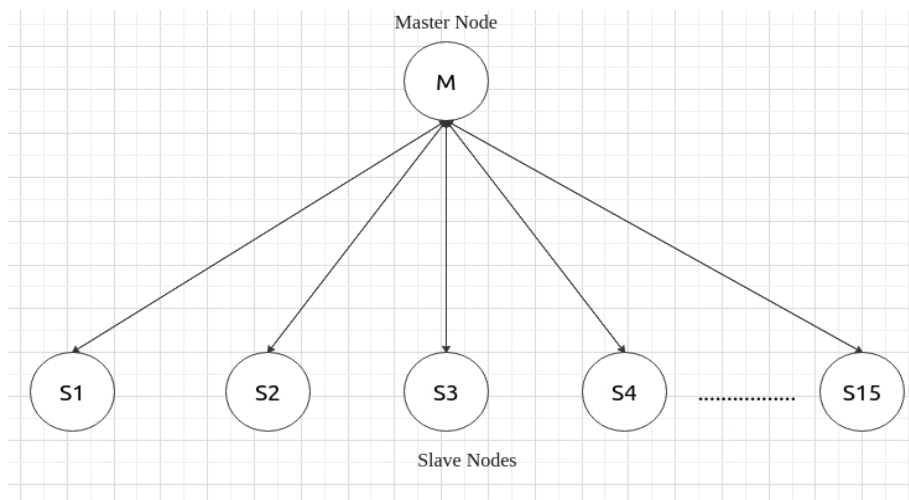 Master Node
M
S1 S2 S3 S4 ................. S15
Slave Nodes